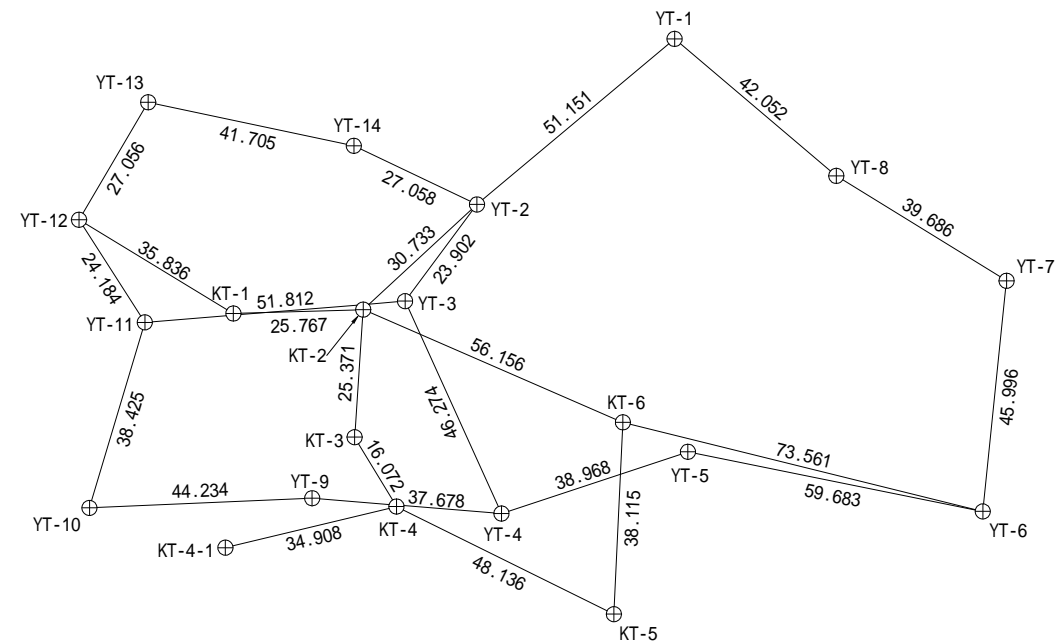 YT-1
YT-13
42.052
51.151
YT-14
41.705
YT-8
27.056
27.058
YT-2
YT-12
39.686
30.733
23.902
35.836
24.184
YT-7
KT-1
51.812
YT-3
YT-11
25.767
KT-2
56.156
25.371
45.996
KT-6
46.274
38.425
KT-3
73.561
16.072
38.968
YT-5
59.683
44.234
YT-9
37.678
38.115
YT-10
KT-4
YT-4
YT-6
KT-4-1
34.908
48.136
KT-5